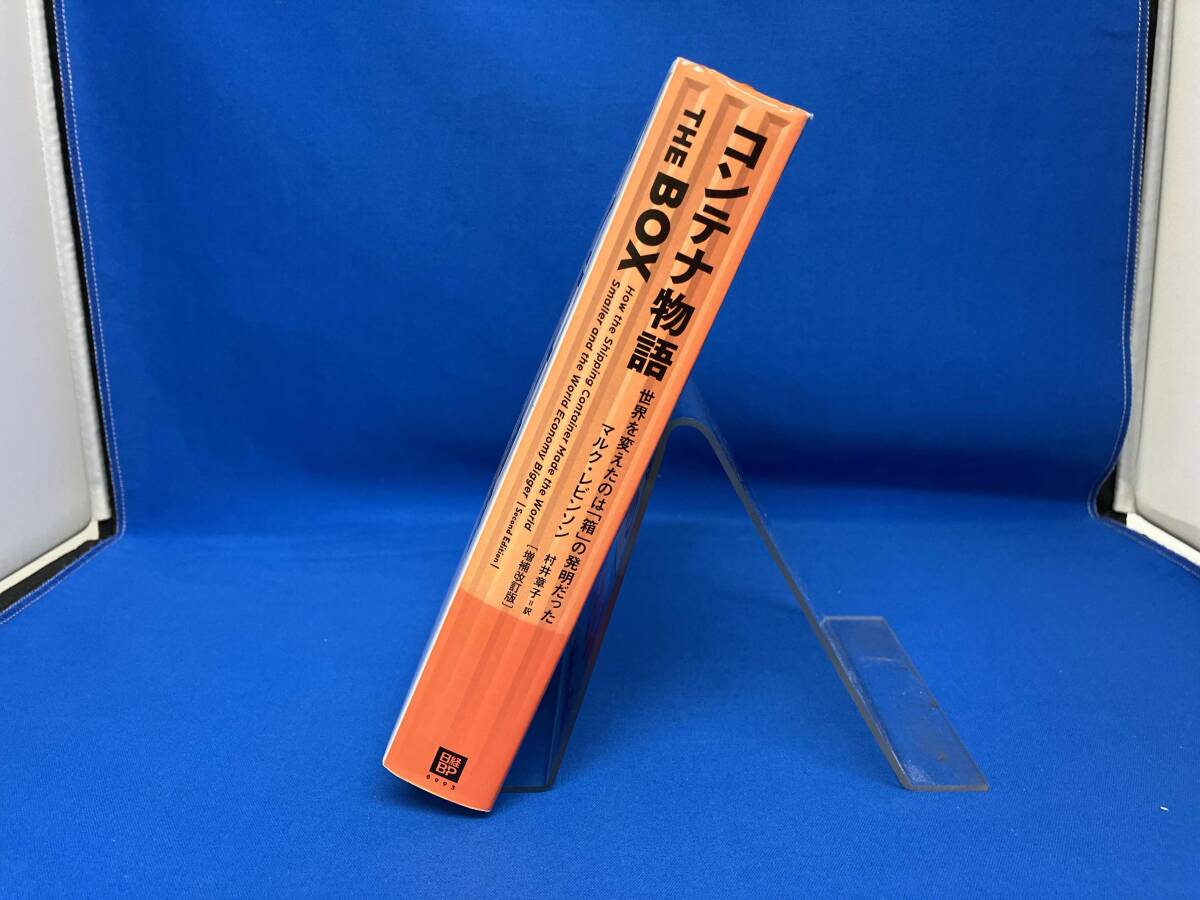 コンテナ物語
THE BOX
How the Shipping Container Made the World
Smaller and the World Economy Bigger | Second Edition |
世界を変えたのは「箱」の発明だった
マルク・レビンソン
村井章子=訳
[増補改訂版]
日経
BP
6993